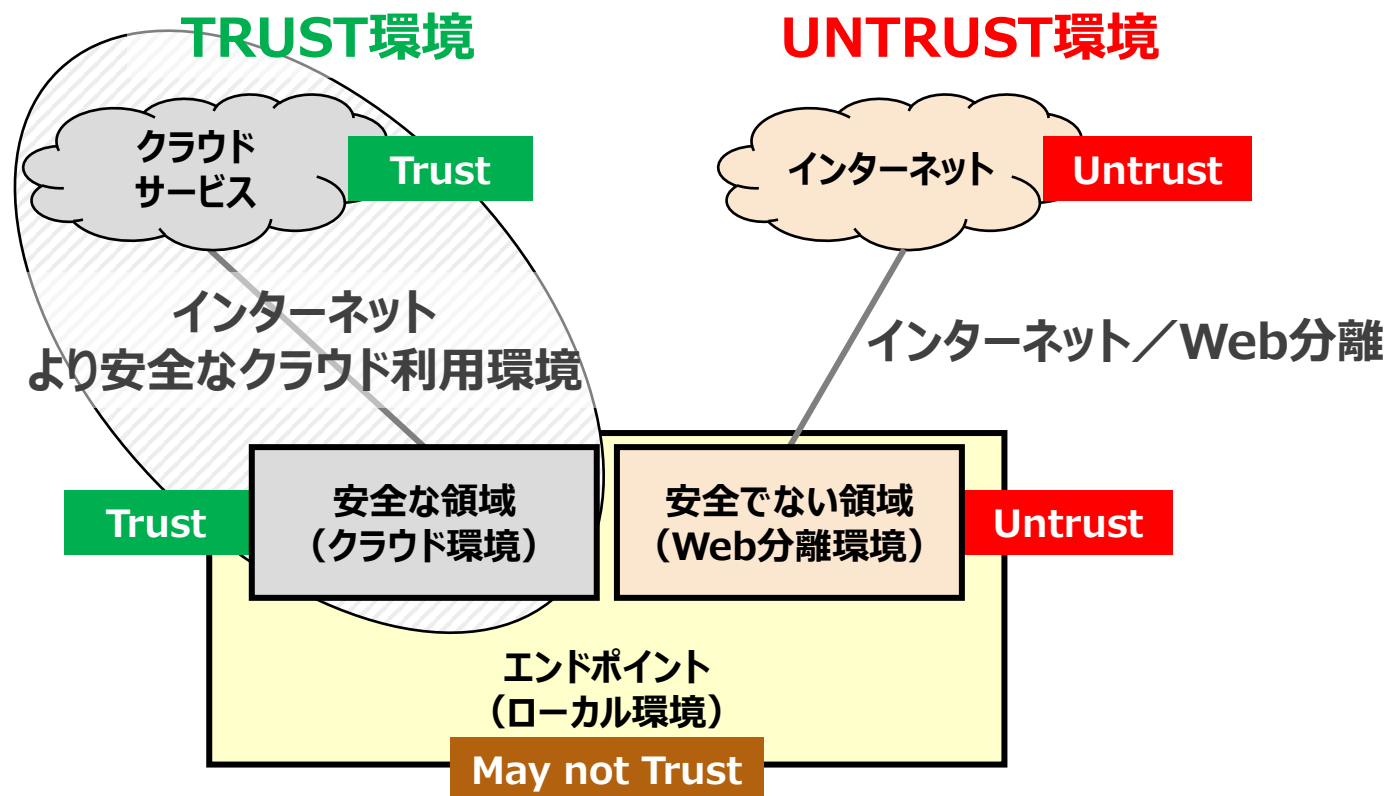 TRUST環境
UNTRUST環境
クラウド
サービス
Trust
インターネット
Untrust
インターネット
より安全なクラウド利用環境
インターネット／Web分離
Trust
安全な領域
（クラウド環境）
安全でない領域
（Web分離環境）
Untrust
エンドポイント
（ローカル環境）
May not Trust